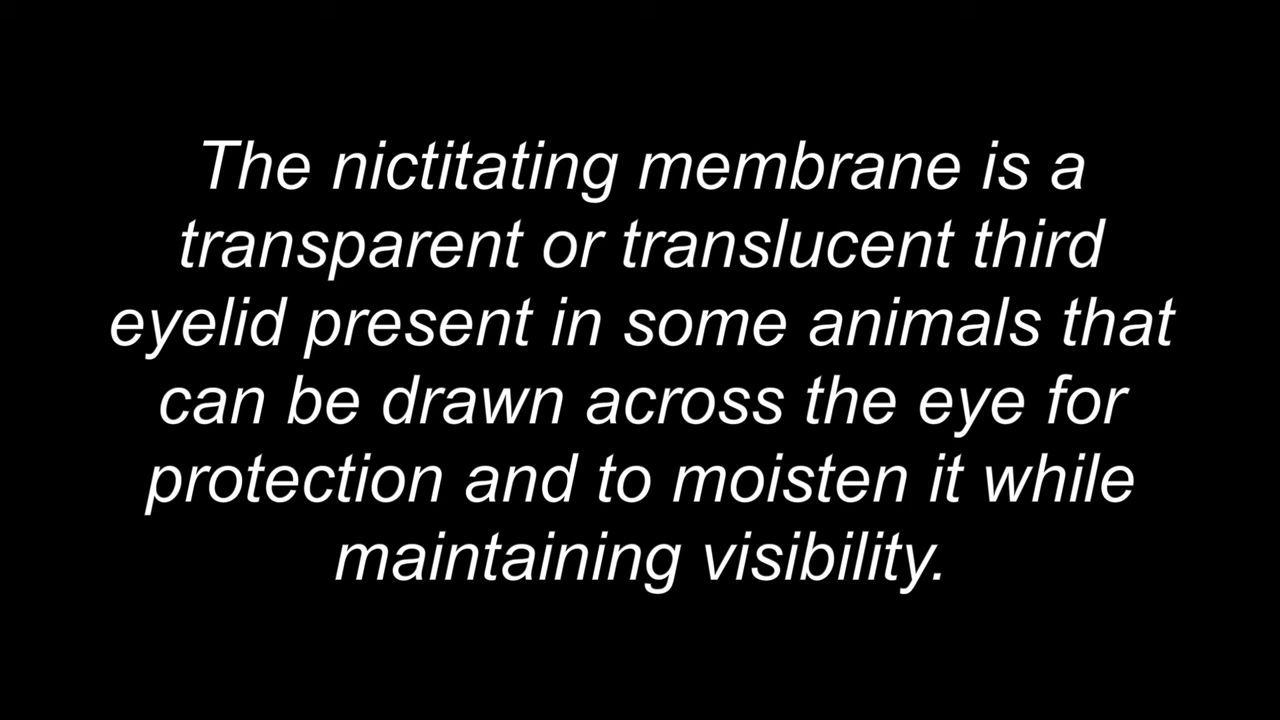 The nictitating membrane is a
transparent or translucent third
eyelid present in some animals that
can be drawn across the eye for
protection and to moisten it while
maintaining visibility.